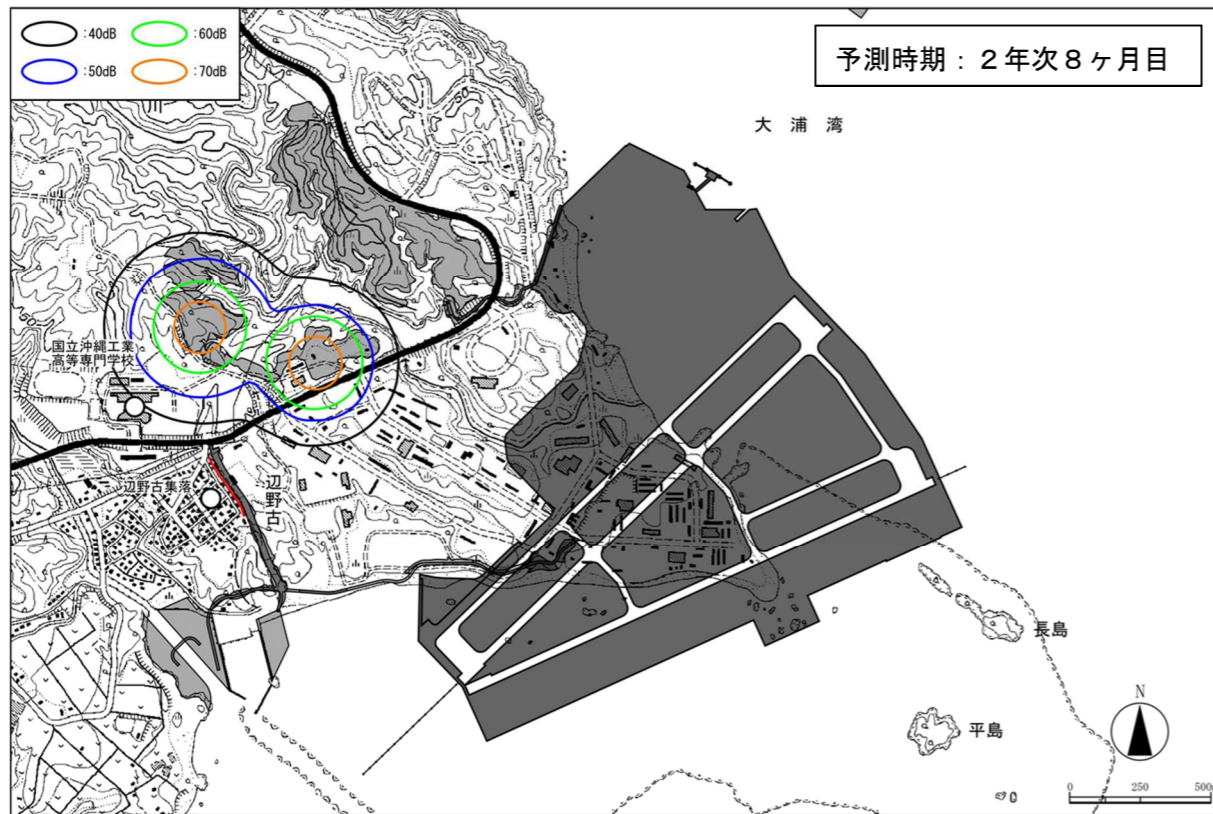 :40dB
:60dB
:50dB
:70dB
予測時期：２年次８ヶ月目
大浦湾
国立沖縄工業
高等専門学校
辺野古集落
辺野古
長島
平島
N
0 250 500m